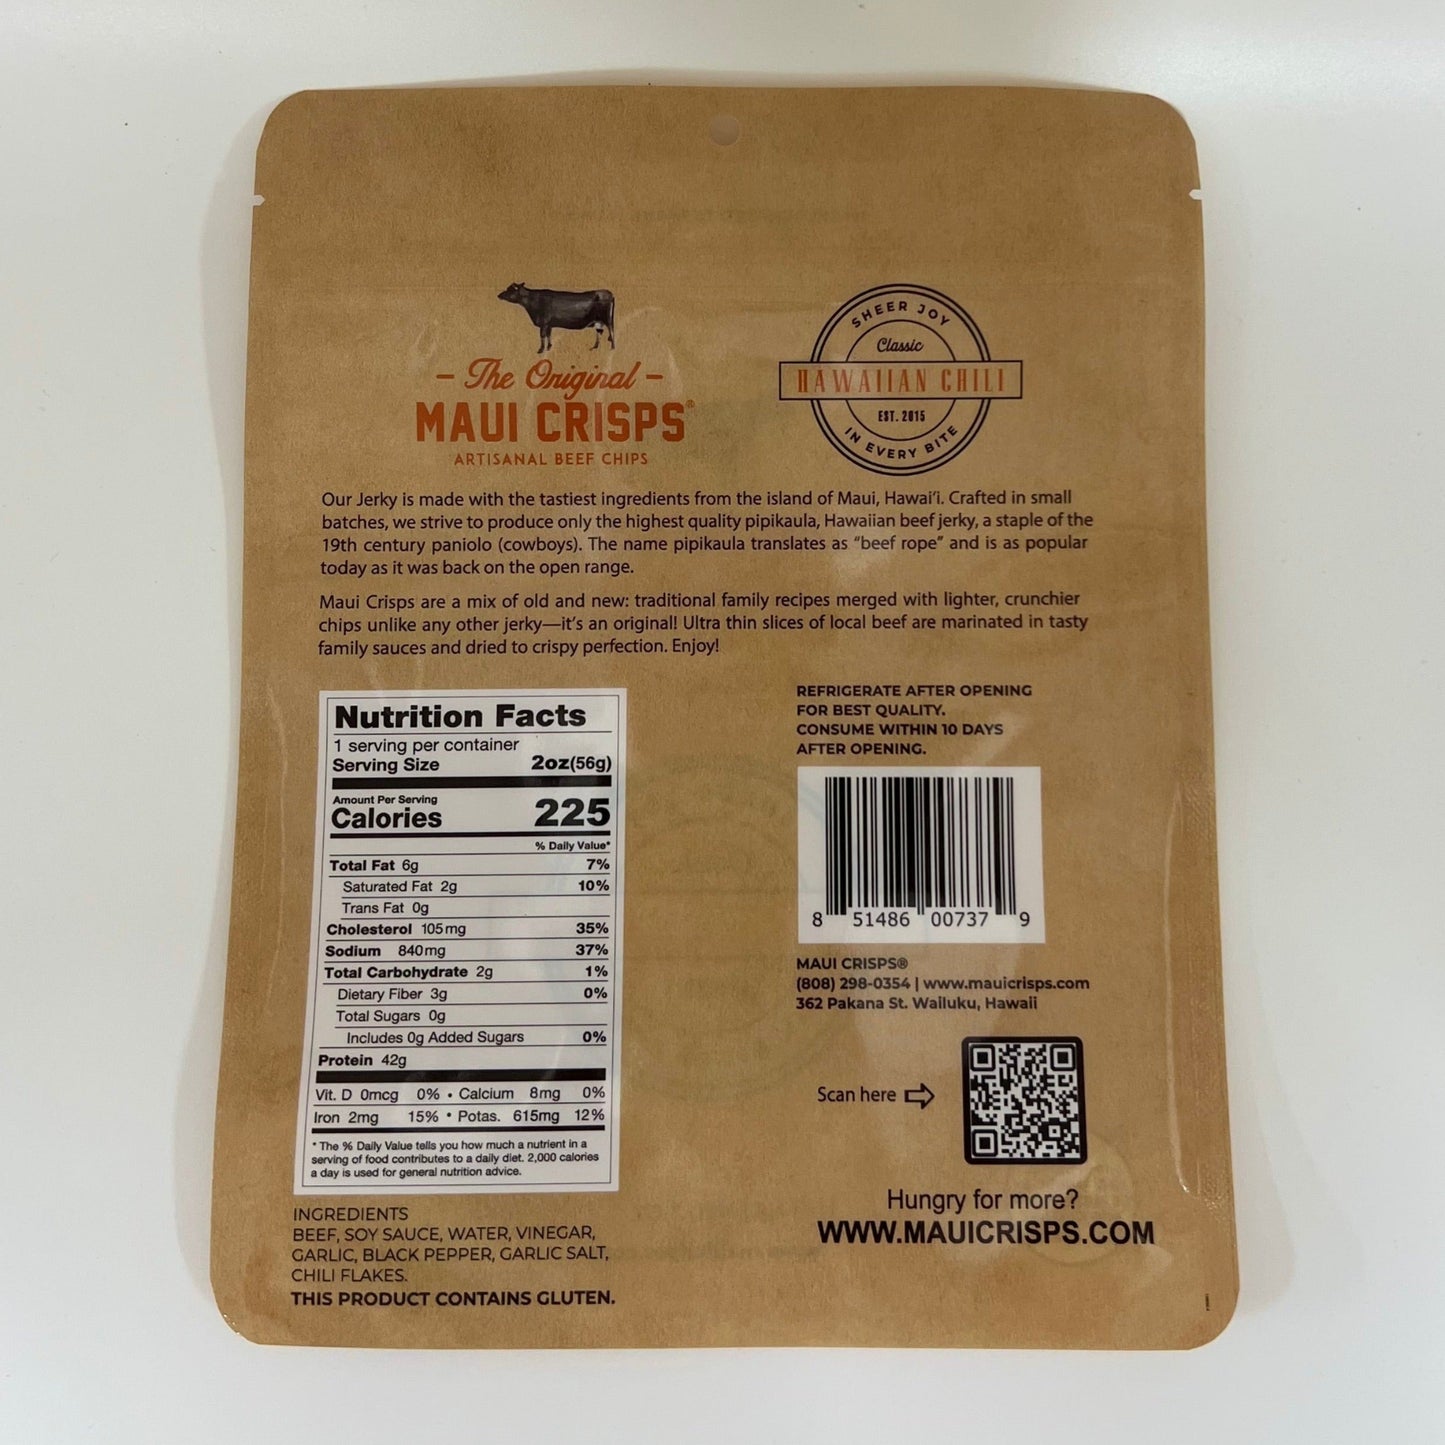 The Original
MAUI CRISPS®
ARTISANAL BEEF CHIPS
SHEER JOY
Classic
HAWAIIAN CHILI
EST. 2015
IN EVERY BITE
Our Jerky is made with the tastiest ingredients from the island of Maui, Hawai‘i. Crafted in small
batches, we strive to produce only the highest quality pipikaula, Hawaiian beef jerky, a staple of the
19th century paniolo (cowboys). The name pipikaula translates as “beef rope” and is as popular
today as it was back on the open range.
Maui Crisps are a mix of old and new: traditional family recipes merged with lighter, crunchier
chips unlike any other jerky—it’s an original! Ultra thin slices of local beef are marinated in tasty
family sauces and dried to crispy perfection. Enjoy!
Nutrition Facts
1 serving per container
Serving Size 2oz(56g)
Amount Per Serving
Calories 225
% Daily Value*
Total Fat 6g 7%
Saturated Fat 2g 10%
Trans Fat 0g
Cholesterol 105mg 35%
Sodium 840mg 37%
Total Carbohydrate 2g 1%
Dietary Fiber 3g 0%
Total Sugars 0g
Includes 0g Added Sugars 0%
Protein 42g
Vit. D 0mcg 0% • Calcium 8mg 0%
Iron 2mg 15% • Potas. 615mg 12%
* The % Daily Value tells you how much a nutrient in a
serving of food contributes to a daily diet. 2,000 calories
a day is used for general nutrition advice.
INGREDIENTS
BEEF, SOY SAUCE, WATER, VINEGAR,
GARLIC, BLACK PEPPER, GARLIC SALT,
CHILI FLAKES.
THIS PRODUCT CONTAINS GLUTEN.
REFRIGERATE AFTER OPENING
FOR BEST QUALITY.
CONSUME WITHIN 10 DAYS
AFTER OPENING.
8 51486 00737 9
MAUI CRISPS®
(808) 298-0354 | www.mauicrisps.com
362 Pakana St. Wailuku, Hawaii
Scan here
Hungry for more?
WWW.MAUICRISPS.COM